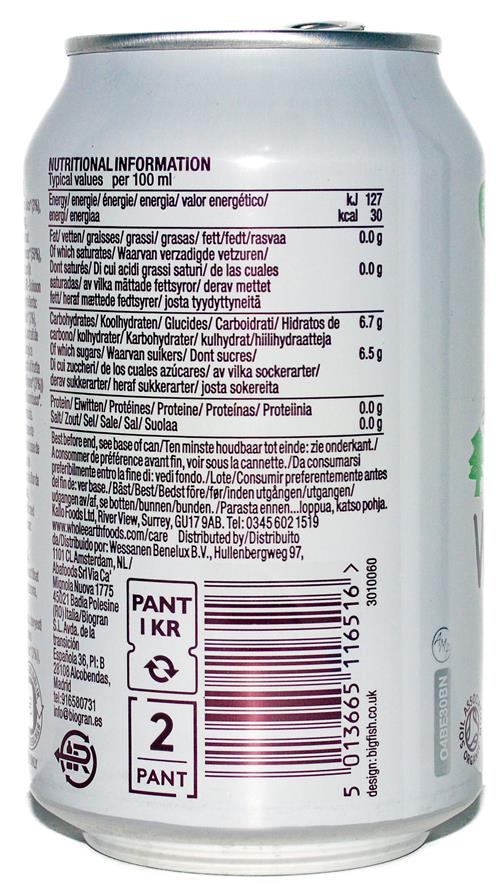 NUTRITIONAL INFORMATION
Typical values per 100 ml
Energy/ energie/ énergie/ energia/ valor energético/ kJ 127
energi/ energiaa kcal 30
Fat/ vetten/ graisses/ grassi/ grasas/ fett/fedt/rasvaa 0.0 g
Of which saturates/ Waarvan verzadigde vetzuren/
Dont saturés/ Di cui acidi grassi saturi/ de las cuales 0.0 g
saturadas/ av vilka mättade fettsyror/ derav mettet
fett/ heraf mættede fedtsyrer/ josta tyydyttyneitä
Carbohydrates/ Koolhydraten/ Glucides/ Carboidrati/ Hidratos de 6.7 g
carbono/ kolhydrater/ Karbohydrater/ kulhydrat/hiilihydraatteja
Of which sugars/ Waarvan suikers/ Dont sucres/ 6.5 g
Di cui zuccheri/ de los cuales azúcares/ av vilka sockerarter/
derav sukkerarter/ heraf sukkerarter/ josta sokereita
Protein/ Eiwitten/ Protéines/ Proteine/ Proteínas/ Proteiinia 0.0 g
Salt/ Zout/ Sel/ Sale/ Sal/ Suolaa 0.0 g
Best before end, see base of can/Ten minste houdbaar tot einde: zie onderkant./
A consommer de préférence avant fin, voir sous la cannette./Da consumarsi
preferibilmente entro la fine di: vedi fondo./Lote/Consumir preferentemente antes
del fin de: ver base./Bäst/Best/Bedst före/før/inden utgången/utgangen/
udgangen av/af, se botten/bunnen/bunden./Parasta ennen...loppua, katso pohja.
Kallo Foods Ltd, River View, Surrey, GU17 9AB. Tel: 0345 602 1519
www.wholeearthfoods.com/care Distributed by/Distribuito
da/Distribuido por: Wessanen Benelux B.V., Hullenbergweg 97,
1101 CL Amsterdam, NL/
Abafoods Srl Via Ca'
Mignola Nuova 1775
45021 Badia Polesine
(RO) Italia/Biogran
S.L. Avda. de la
transición
Española 36, Pl: B
28108 Alcobendas,
Madrid
tel: 916580731
info@biogran.es
PANT
1 KR
2
PANT
5 013665 116516 >
3010060
design: bigfish.co.uk
04BE30BN
SOIL ASSOC
ORGANIC